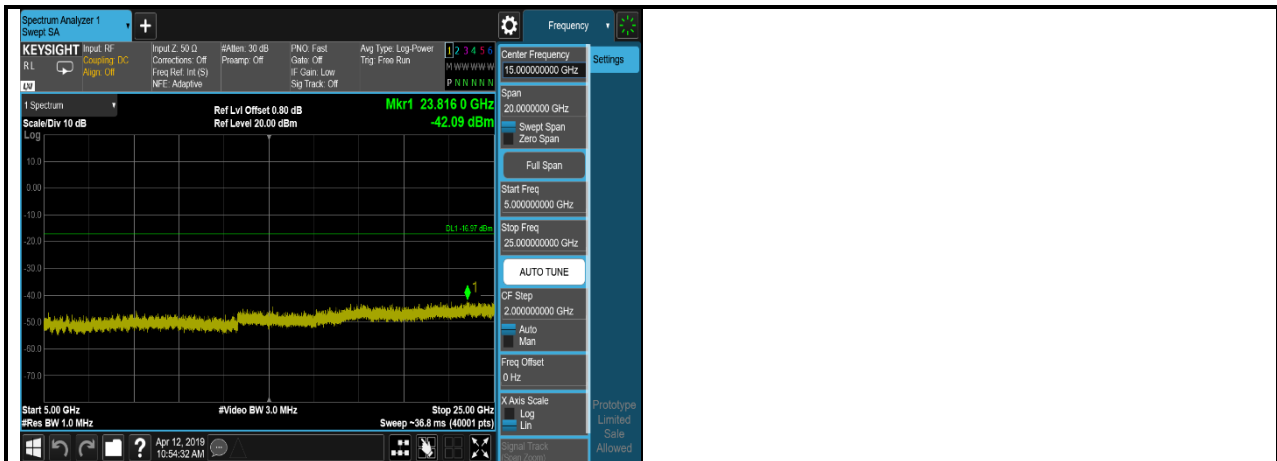 Spectrum Analyzer 1
Swept SA
+
Frequency
KEYSIGHT
RL
LXI
Input: RF
Coupling: DC
Align: Off
Input Z: 50 Ω
Corrections: Off
Freq Ref: Int (S)
NFE: Adaptive
#Atten: 30 dB
Preamp: Off
PNO: Fast
Gate: Off
IF Gain: Low
Sig Track: Off
Avg Type: Log-Power
Trig: Free Run
1 2 3 4 5 6
M W W W W W
P N N N N N
1 Spectrum
Scale/Div 10 dB
Ref Lvl Offset 0.80 dB
Ref Level 20.00 dBm
Mkr1 23.816 0 GHz
-42.09 dBm
Log
10.0
0.00
-10.0
DL1 -16.97 dBm
-20.0
-30.0
1
-40.0
-50.0
-60.0
-70.0
Start 5.00 GHz
#Res BW 1.0 MHz
#Video BW 3.0 MHz
Stop 25.00 GHz
Sweep ~36.8 ms (40001 pts)
?
Apr 12, 2019
10:54:32 AM
Center Frequency
15.000000000 GHz
Span
20.0000000 GHz
Swept Span
Zero Span
Full Span
Start Freq
5.000000000 GHz
Stop Freq
25.000000000 GHz
AUTO TUNE
CF Step
2.000000000 GHz
Auto
Man
Freq Offset
0 Hz
X Axis Scale
Log
Lin
Signal Track
(Span Zoom)
Settings
Prototype
Limited
Sale
Allowed